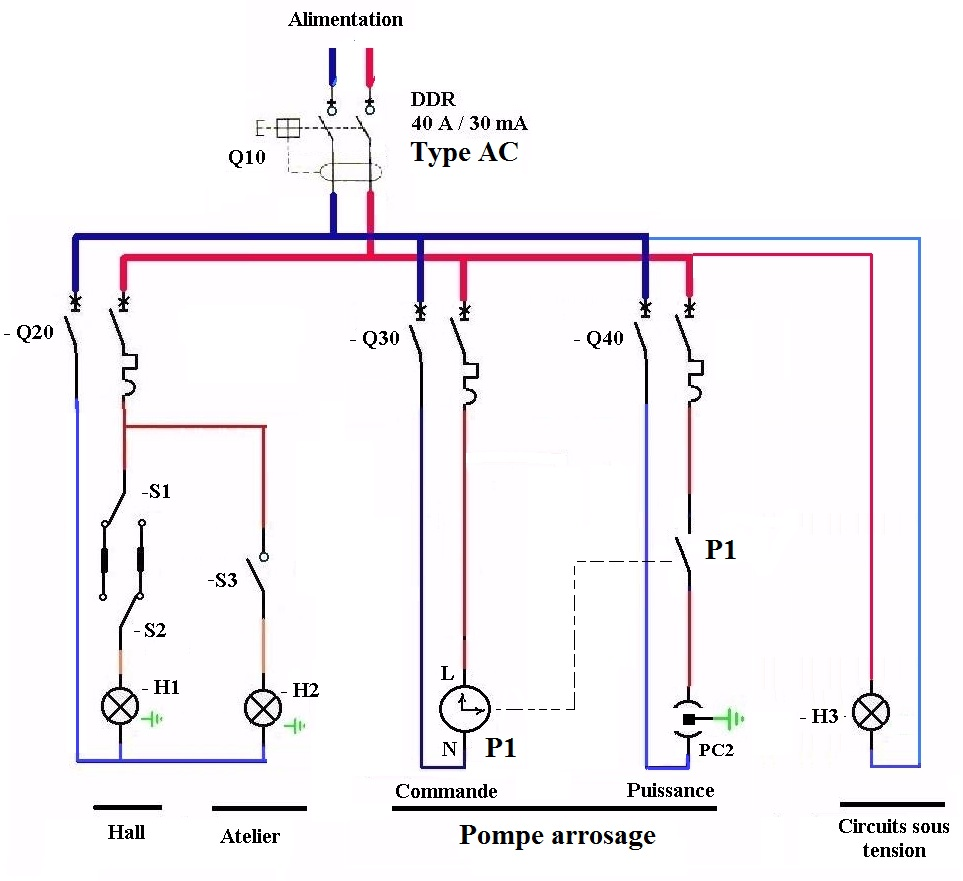 Alimentation
DDR
40 A / 30 mA
Type AC
Q10
- Q20
- Q30
- Q40
-S1
-S3
P1
-S2
- H1
- H2
L
N
P1
PC2
- H3
Commande
Puissance
Hall
Atelier
Pompe arrosage
Circuits sous
tension